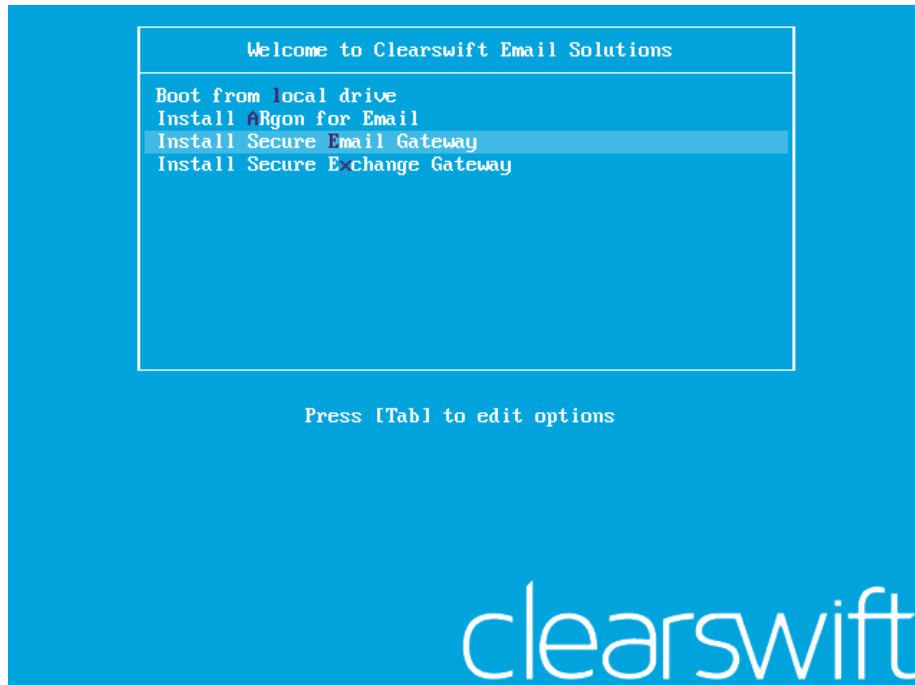 Welcome to Clearswift Email Solutions
Boot from local drive
Install ARgon for Email
Install Secure Email Gateway
Install Secure Exchange Gateway
Press [Tab] to edit options
clearswift